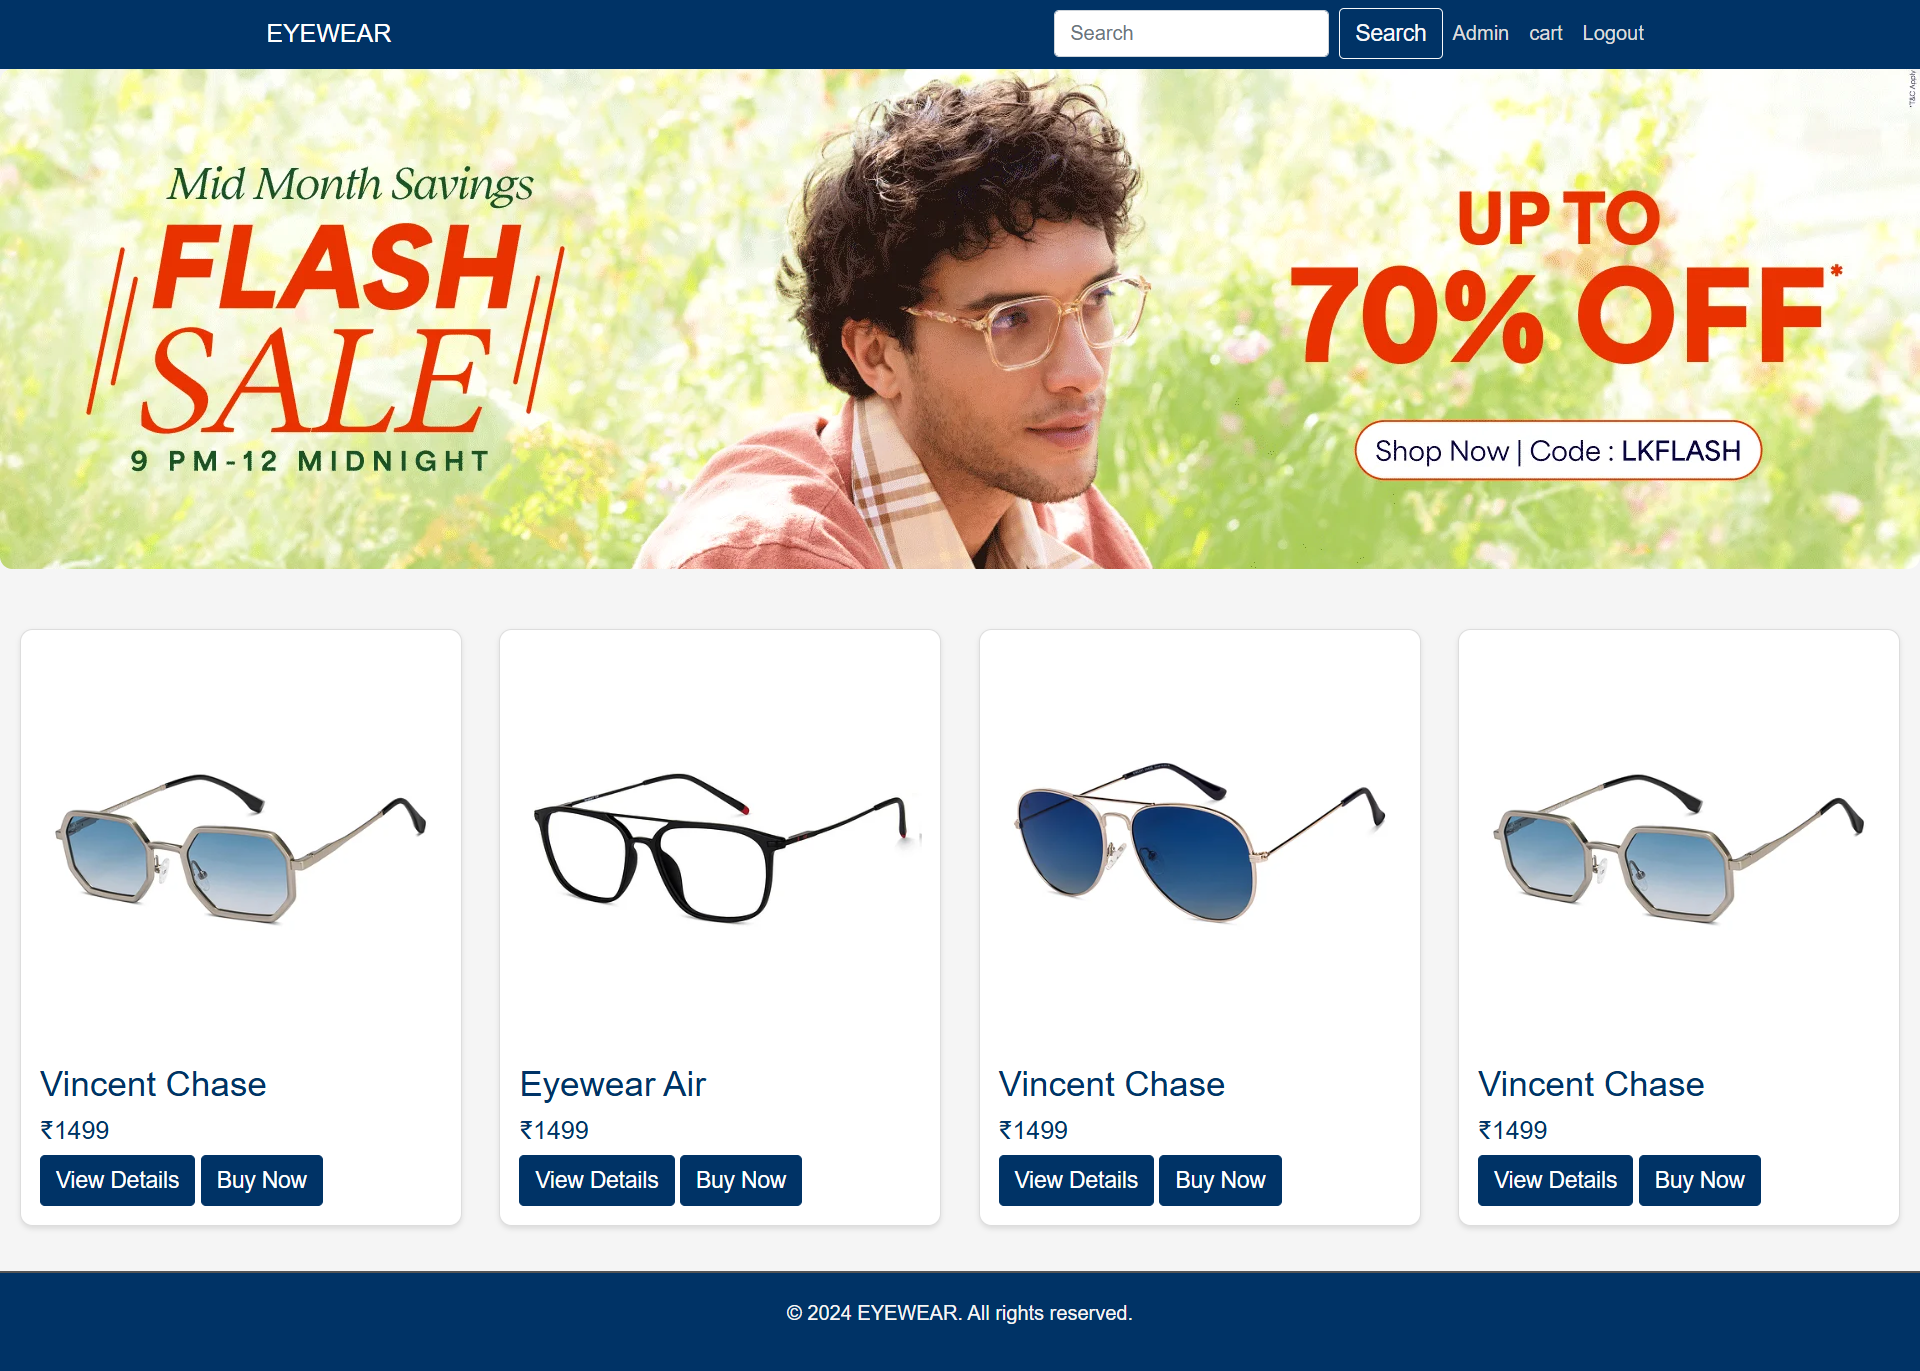 EYEWEAR
Search Search Admin cart Logout
*T&C Apply
Mid Month Savings
FLASH
SALE
9 PM-12 MIDNIGHT
UP TO
70% OFF*
Shop Now | Code : LKFLASH
Vincent Chase
₹1499
View Details Buy Now
Eyewear Air
₹1499
View Details Buy Now
Vincent Chase
₹1499
View Details Buy Now
Vincent Chase
₹1499
View Details Buy Now
© 2024 EYEWEAR. All rights reserved.